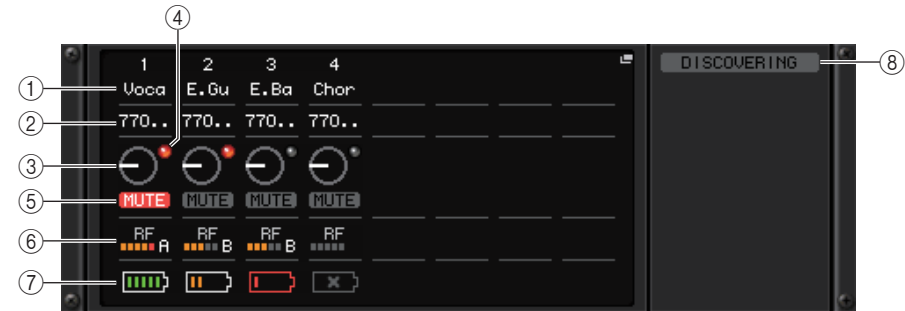 ④
1 2 3 4
DISCOVERING ⑧
① Voca E.Gu E.Ba Chor
② 770.. 770.. 770.. 770..
③
⑤ MUTE MUTE MUTE MUTE
⑥ RF RF RF RF
A B B
⑦